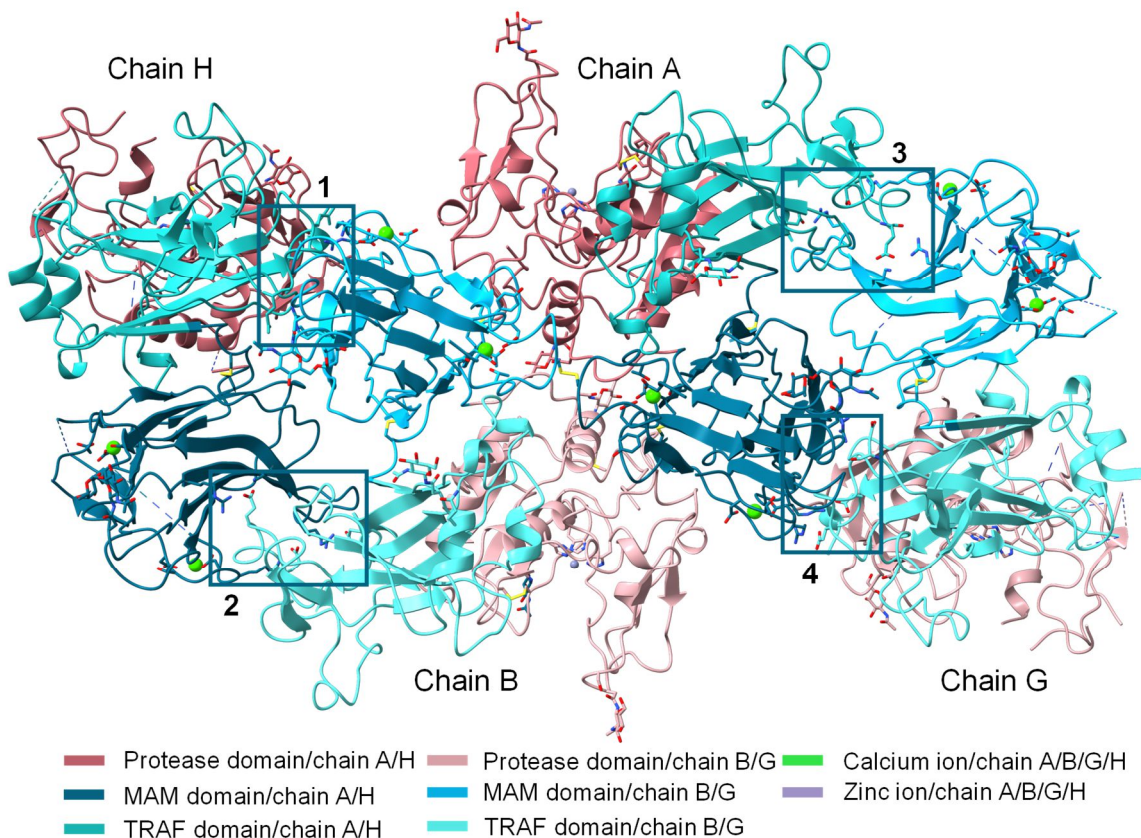 Chain H
Chain A
1
3
2
4
Chain B
Chain G
Protease domain/chain A/H
Protease domain/chain B/G
Calcium ion/chain A/B/G/H
MAM domain/chain A/H
MAM domain/chain B/G
Zinc ion/chain A/B/G/H
TRAF domain/chain A/H
TRAF domain/chain B/G